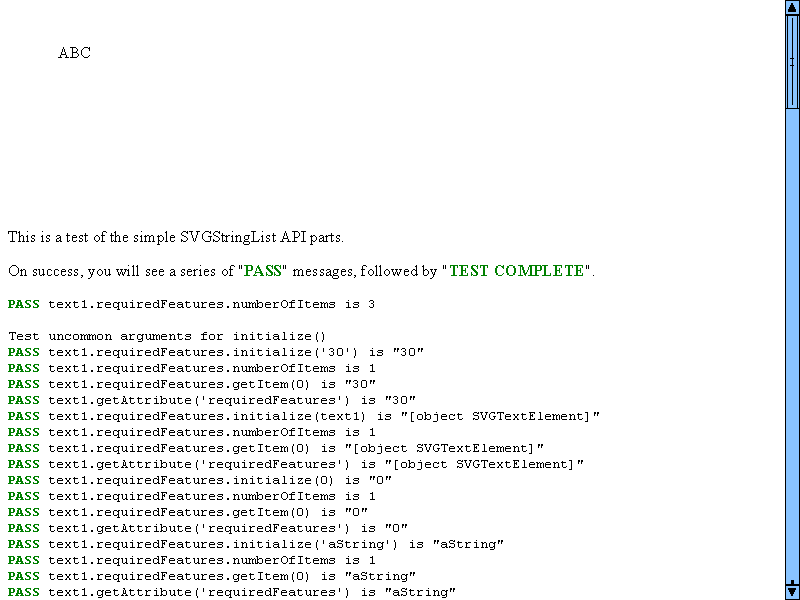 ABC
This is a test of the simple SVGStringList API parts.
On success, you will see a series of "PASS" messages, followed by "TEST COMPLETE".
PASS text1.requiredFeatures.numberOfItems is 3
Test uncommon arguments for initialize()
PASS text1.requiredFeatures.initialize('30') is "30"
PASS text1.requiredFeatures.numberOfItems is 1
PASS text1.requiredFeatures.getItem(0) is "30"
PASS text1.getAttribute('requiredFeatures') is "30"
PASS text1.requiredFeatures.initialize(text1) is "[object SVGTextElement]"
PASS text1.requiredFeatures.numberOfItems is 1
PASS text1.requiredFeatures.getItem(0) is "[object SVGTextElement]"
PASS text1.getAttribute('requiredFeatures') is "[object SVGTextElement]"
PASS text1.requiredFeatures.initialize(0) is "0"
PASS text1.requiredFeatures.numberOfItems is 1
PASS text1.requiredFeatures.getItem(0) is "0"
PASS text1.getAttribute('requiredFeatures') is "0"
PASS text1.requiredFeatures.initialize('aString') is "aString"
PASS text1.requiredFeatures.numberOfItems is 1
PASS text1.requiredFeatures.getItem(0) is "aString"
PASS text1.getAttribute('requiredFeatures') is "aString"